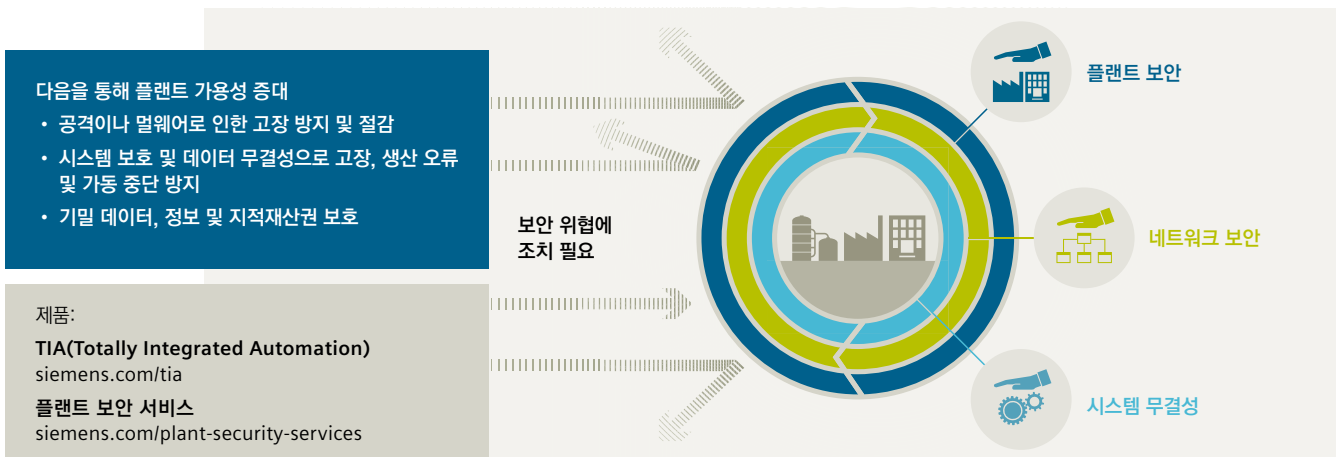 다음을 통해 플랜트 가용성 증대
• 공격이나 멀웨어로 인한 고장 방지 및 절감
• 시스템 보호 및 데이터 무결성으로 고장, 생산 오류
및 가동 중단 방지
• 기밀 데이터, 정보 및 지적재산권 보호
제품:
TIA(Totally Integrated Automation)
siemens.com/tia
플랜트 보안 서비스
siemens.com/plant-security-services
보안 위협에
조치 필요
플랜트 보안
네트워크 보안
시스템 무결성